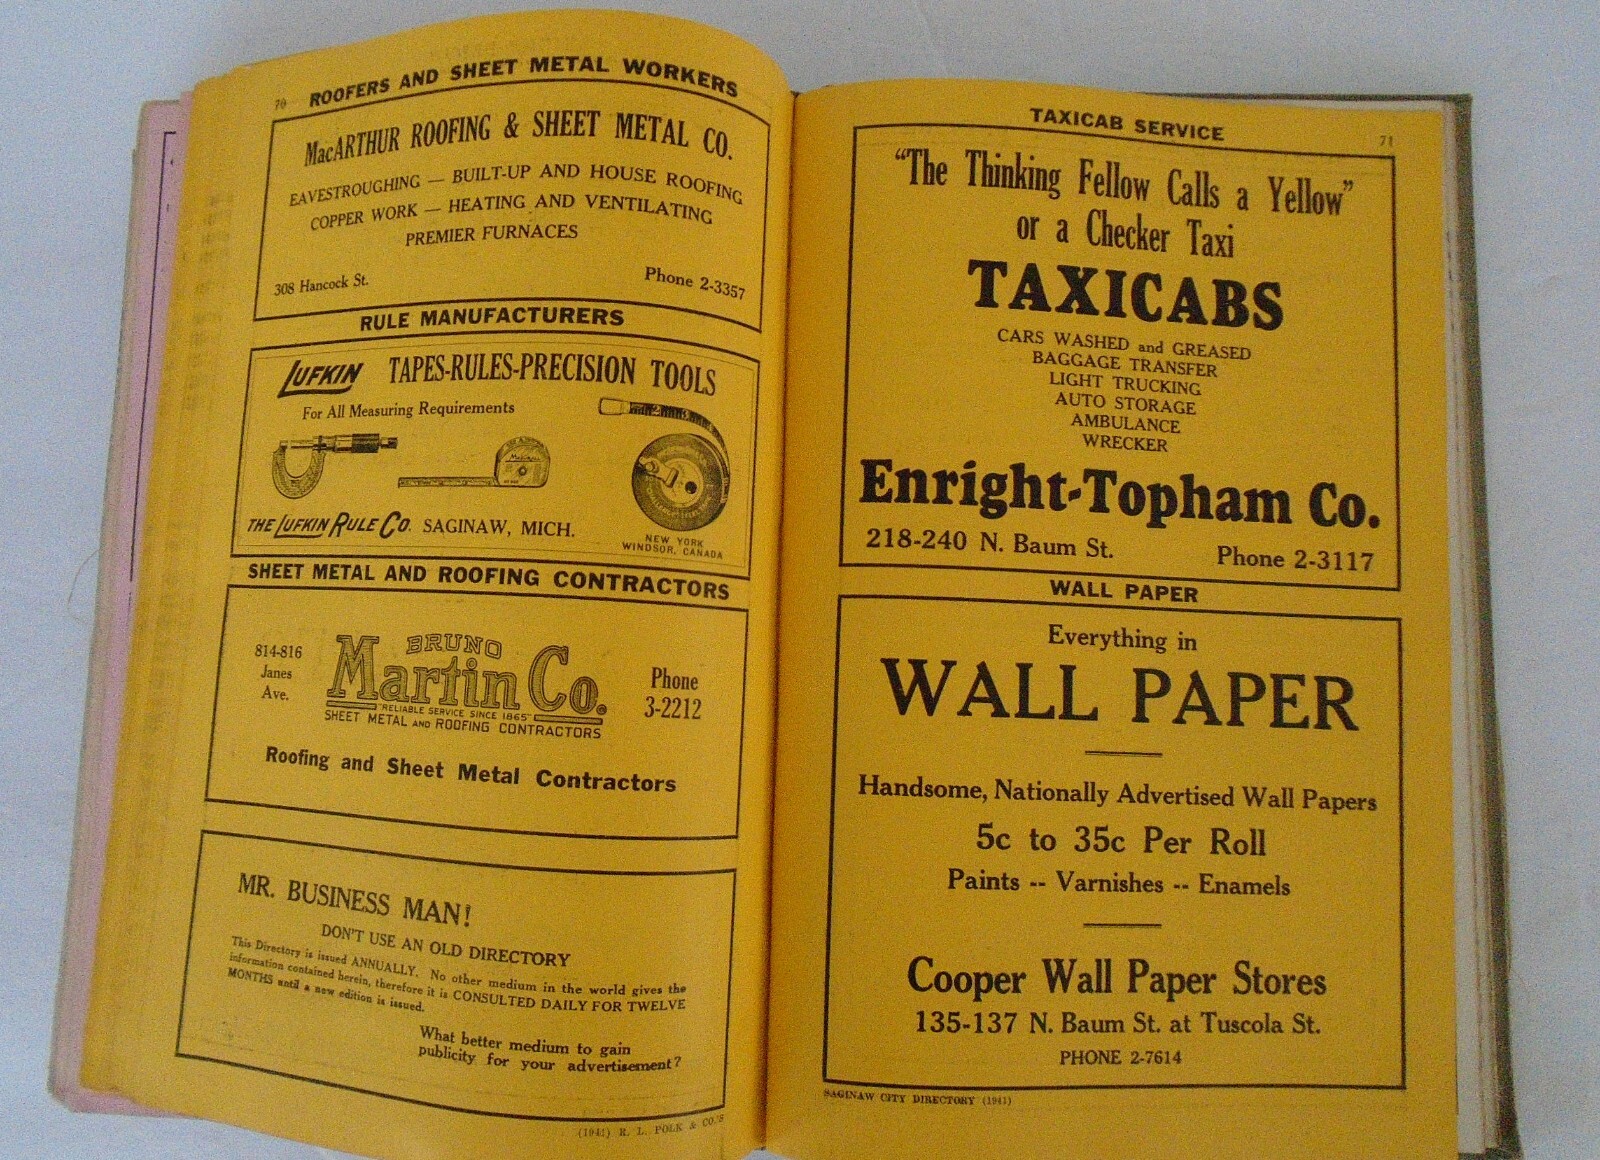 70 ROOFERS AND SHEET METAL WORKERS
MacARTHUR ROOFING & SHEET METAL CO.
EAVESTROUGHING — BUILT-UP AND HOUSE ROOFING
COPPER WORK — HEATING AND VENTILATING
PREMIER FURNACES
308 Hancock St. Phone 2-3357
RULE MANUFACTURERS
LUFKIN TAPES-RULES-PRECISION TOOLS
For All Measuring Requirements
THE LUFKIN RULE CO. SAGINAW, MICH.
NEW YORK
WINDSOR, CANADA
SHEET METAL AND ROOFING CONTRACTORS
814-816
Janes
Ave.
BRUNO
Martin Co.
"RELIABLE SERVICE SINCE 1865"
SHEET METAL AND ROOFING CONTRACTORS
Phone
3-2212
Roofing and Sheet Metal Contractors
MR. BUSINESS MAN!
DON'T USE AN OLD DIRECTORY
This Directory is issued ANNUALLY. No other medium in the world gives the
information contained herein, therefore it is CONSULTED DAILY FOR TWELVE
MONTHS until a new edition is issued.
What better medium to gain
publicity for your advertisement?
(1941) R. L. POLK & CO.'S
TAXICAB SERVICE 71
"The Thinking Fellow Calls a Yellow"
or a Checker Taxi
TAXICABS
CARS WASHED and GREASED
BAGGAGE TRANSFER
LIGHT TRUCKING
AUTO STORAGE
AMBULANCE
WRECKER
Enright-Topham Co.
218-240 N. Baum St. Phone 2-3117
WALL PAPER
Everything in
WALL PAPER
Handsome, Nationally Advertised Wall Papers
5c to 35c Per Roll
Paints -- Varnishes -- Enamels
Cooper Wall Paper Stores
135-137 N. Baum St. at Tuscola St.
PHONE 2-7614
SAGINAW CITY DIRECTORY (1941)